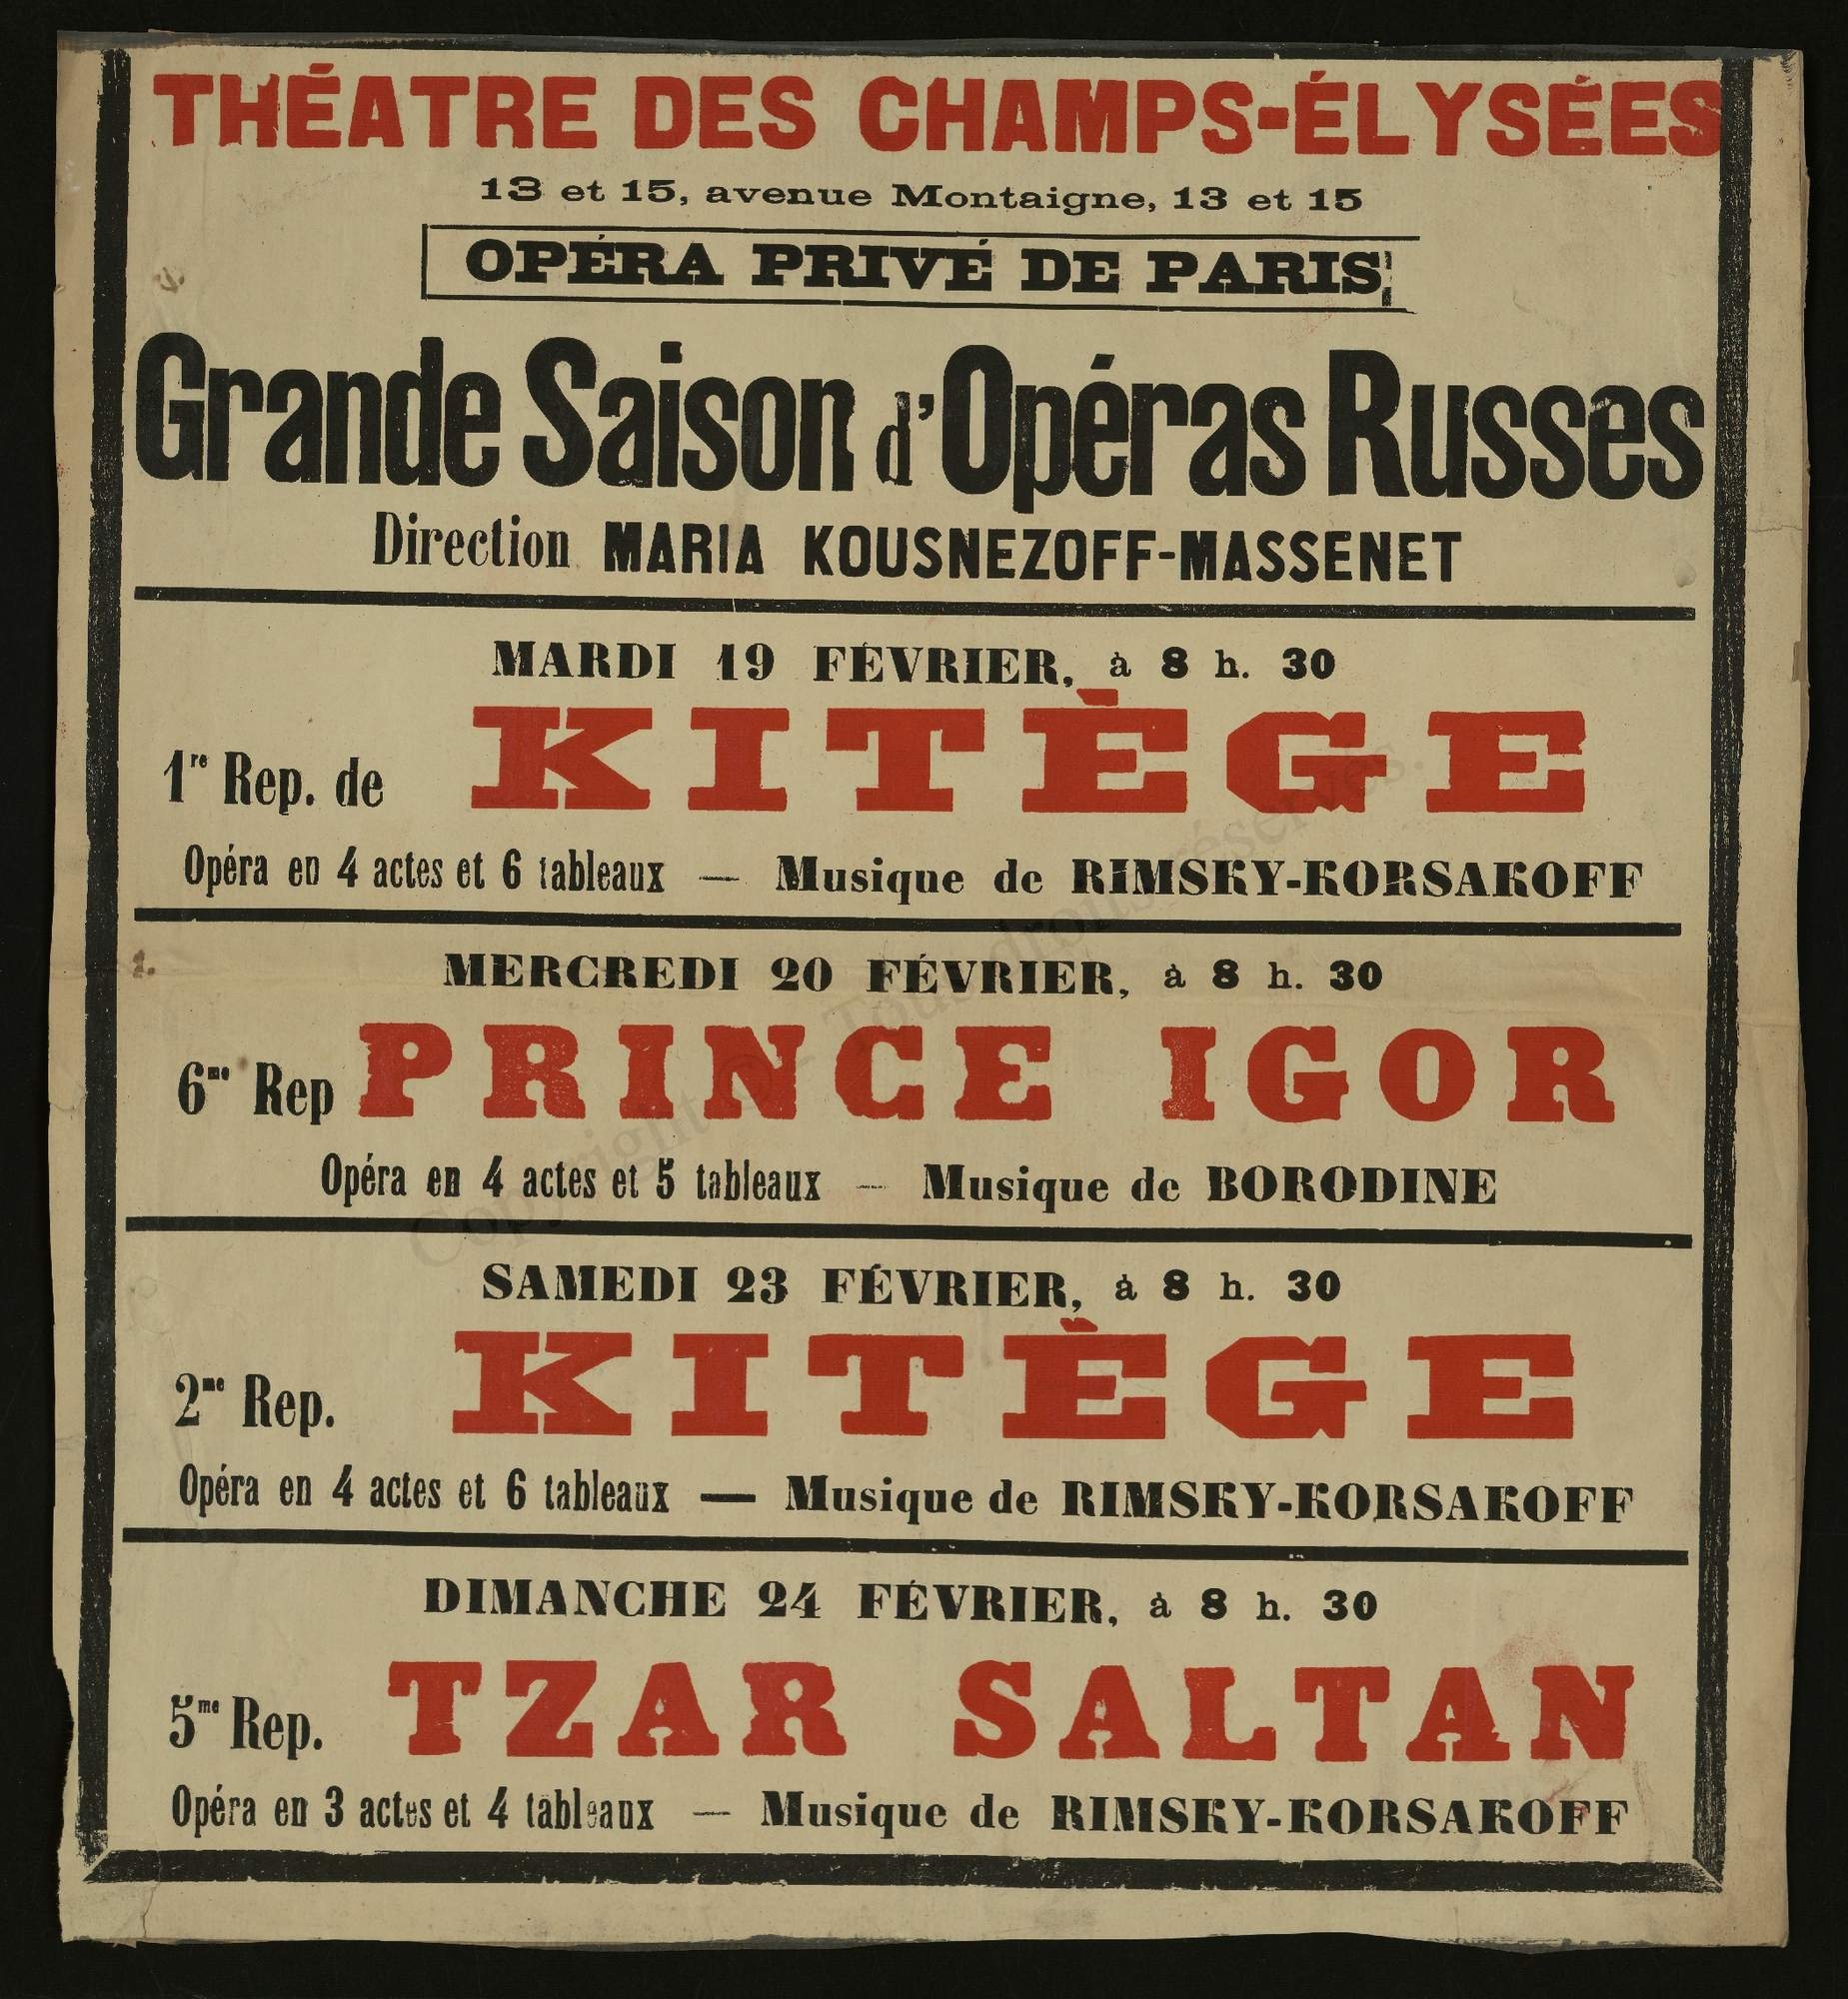 THÉATRE DES CHAMPS-ÉLYSÉES
13 et 15, avenue Montaigne, 13 et 15
OPÉRA PRIVÉ DE PARIS
Grande Saison d'Opéras Russes
Direction MARIA KOUSNEZOFF-MASSENET
MARDI 19 FÉVRIER, à 8 h. 30
1re Rep. de KITÈGE
Opéra en 4 actes et 6 tableaux — Musique de RIMSKY-KORSAKOFF
MERCREDI 20 FÉVRIER, à 8 h. 30
6me Rep PRINCE IGOR
Opéra en 4 actes et 5 tableaux — Musique de BORODINE
SAMEDI 23 FÉVRIER, à 8 h. 30
2me Rep. KITÈGE
Opéra en 4 actes et 6 tableaux — Musique de RIMSKY-KORSAKOFF
DIMANCHE 24 FÉVRIER, à 8 h. 30
5me Rep. TZAR SALTAN
Opéra en 3 actes et 4 tableaux — Musique de RIMSKY-KORSAKOFF
Copyright © - Tous droits réservés.